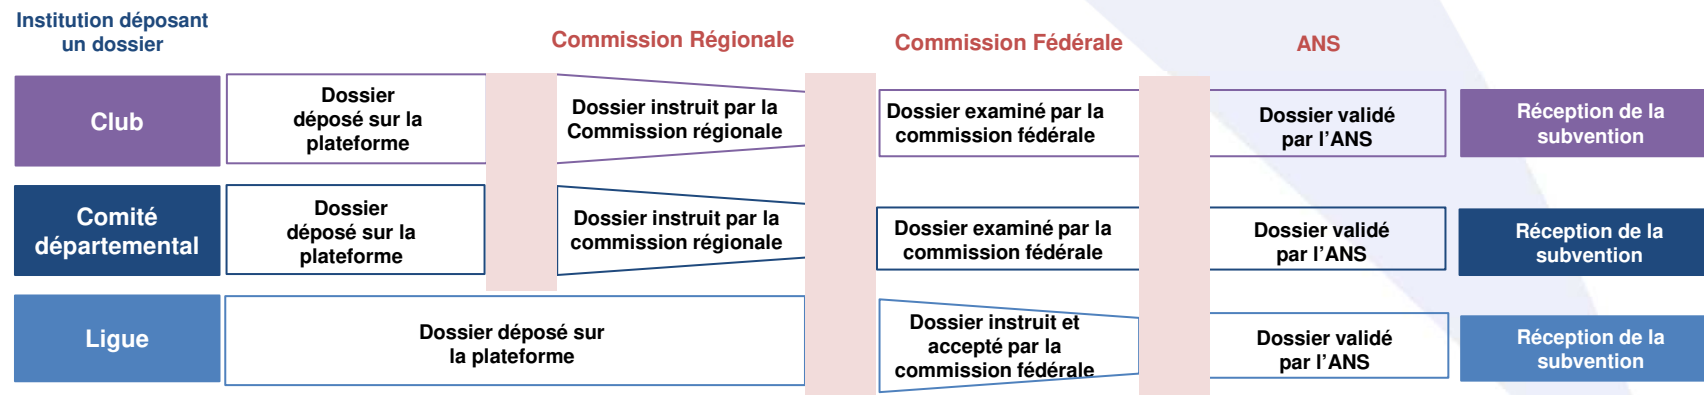 Institution déposant
un dossier
Commission Régionale
Commission Fédérale
ANS
Club
Dossier
déposé sur la
plateforme
Dossier instruit par la
Commission régionale
Dossier examiné par la
commission fédérale
Dossier validé
par l’ANS
Réception de la
subvention
Comité
départemental
Dossier
déposé sur la
plateforme
Dossier instruit par la
commission régionale
Dossier examiné par la
commission fédérale
Dossier validé
par l’ANS
Réception de la
subvention
Ligue
Dossier déposé sur
la plateforme
Dossier instruit et
accepté par la
commission fédérale
Dossier validé
par l’ANS
Réception de la
subvention